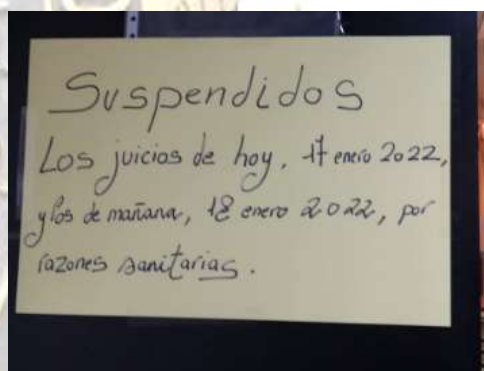 Suspendidos
Los juicios de hoy, 17 enero 2022,
y los de mañana, 18 enero 2022, por
razones sanitarias.